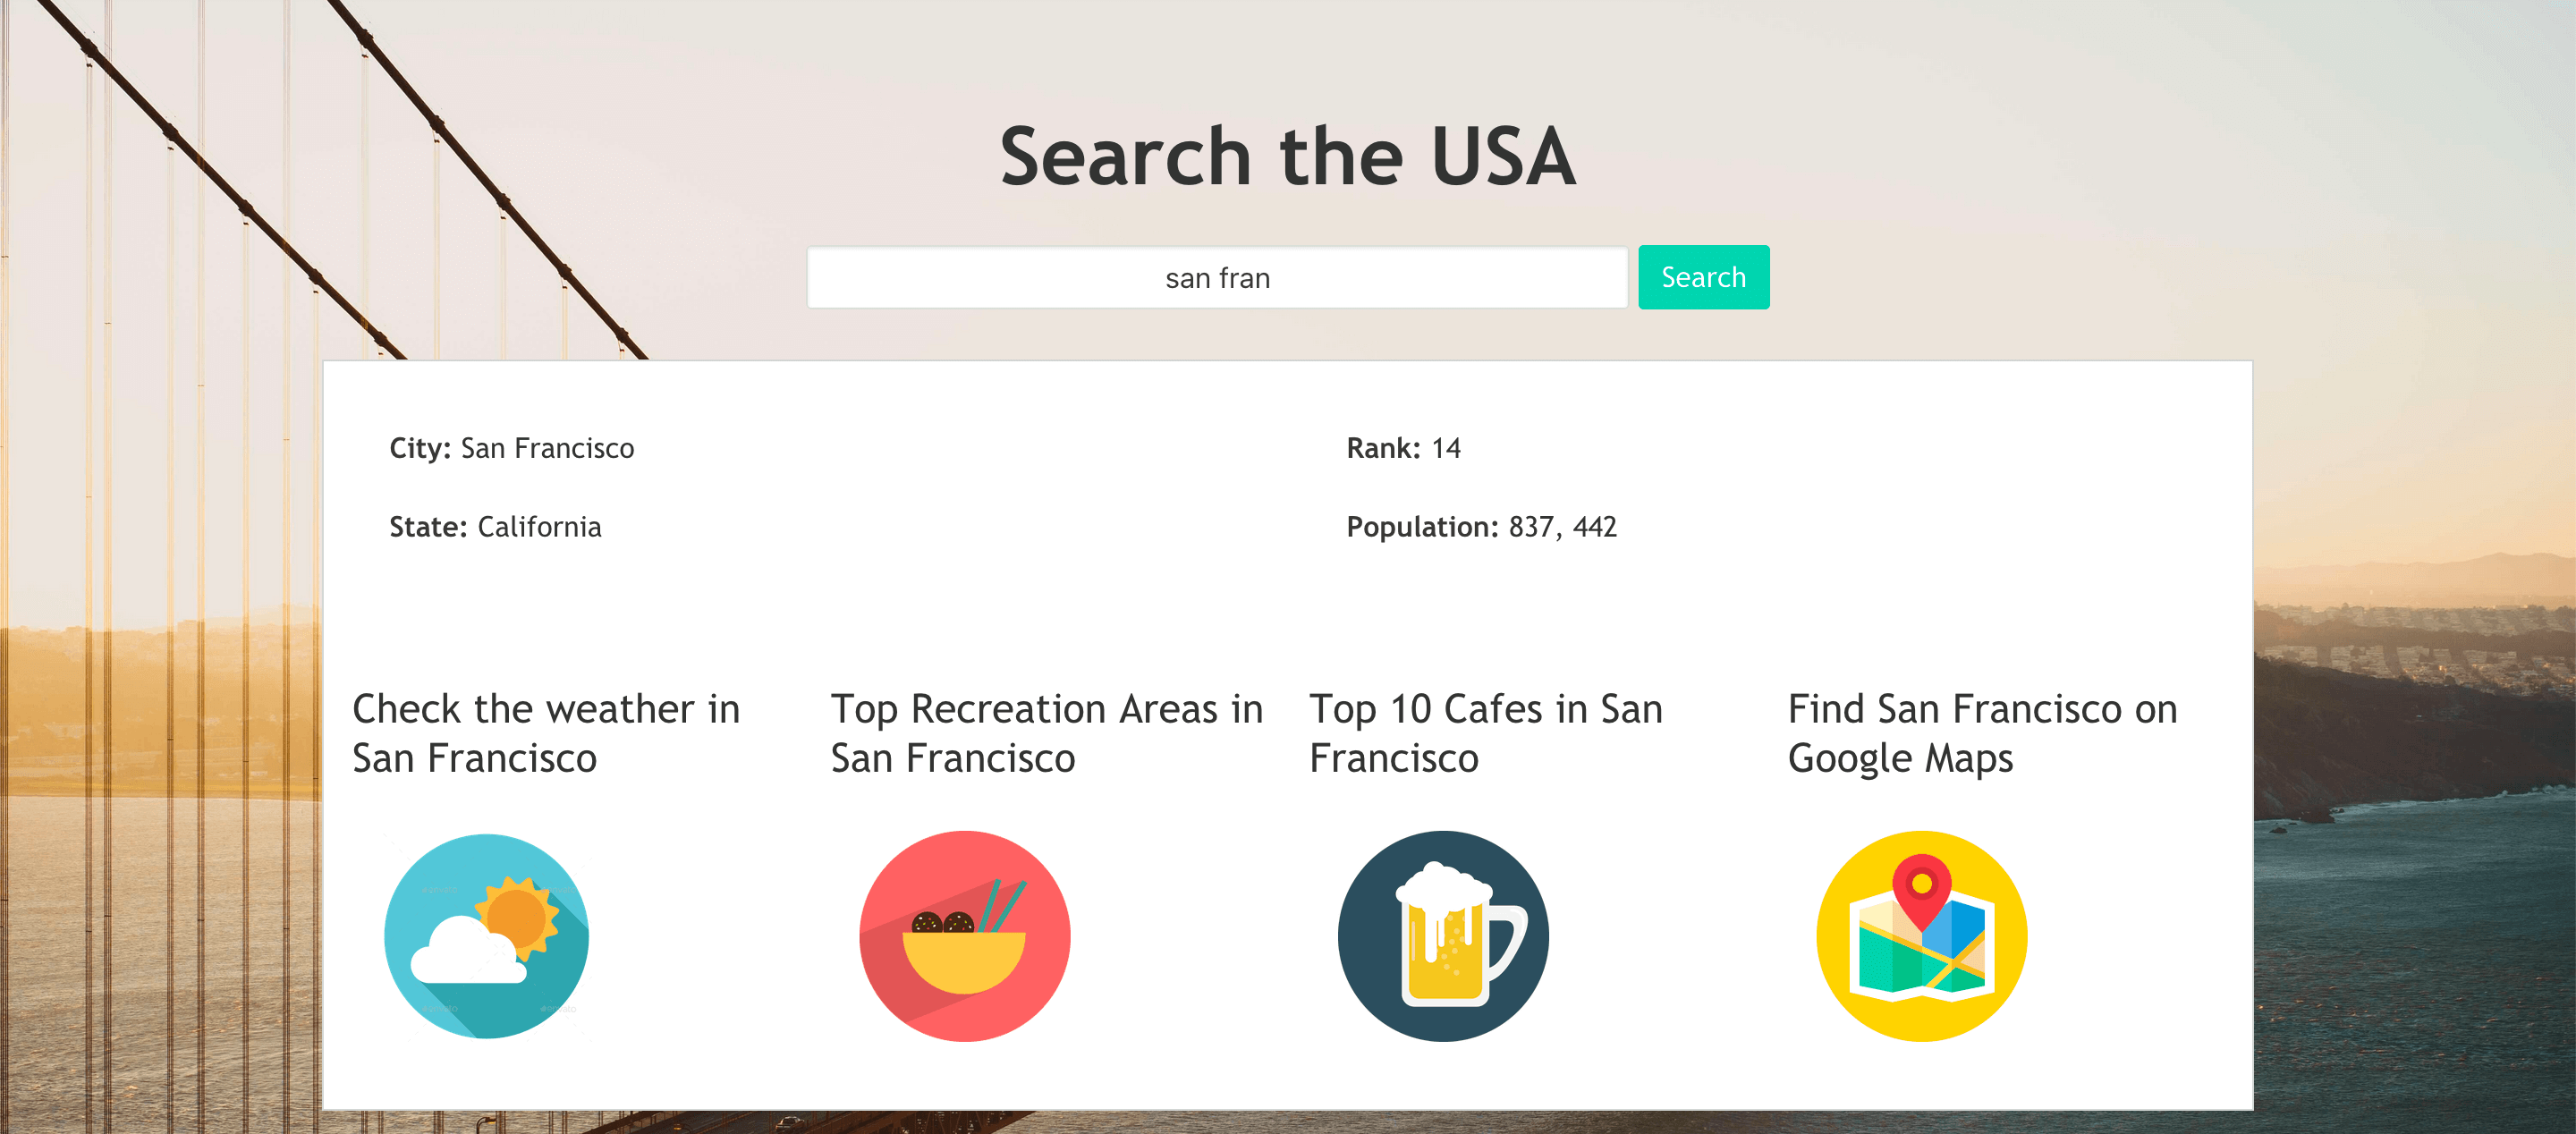 Search the USA
san fran
Search
City: San Francisco
Rank: 14
State: California
Population: 837, 442
Check the weather in
San Francisco
Top Recreation Areas in
San Francisco
Top 10 Cafes in San
Francisco
Find San Francisco on
Google Maps